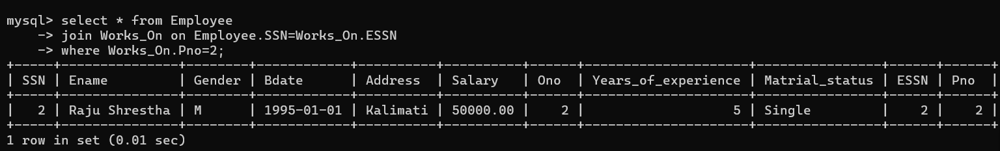 mysql> select * from Employee
    -> join Works_On on Employee.SSN=Works_On.ESSN
    -> where Works_On.Pno=2;
+-----+---------------+--------+------------+----------+----------+------+---------------------+----------------+------+------+
| SSN | Ename         | Gender | Bdate      | Address  | Salary   | Ono  | Years_of_experience | Matrial_status | ESSN | Pno  |
+-----+---------------+--------+------------+----------+----------+------+---------------------+----------------+------+------+
|   2 | Raju Shrestha | M      | 1995-01-01 | Kalimati | 50000.00 |    2 |                   5 | Single         |    2 |    2 |
+-----+---------------+--------+------------+----------+----------+------+---------------------+----------------+------+------+
1 row in set (0.01 sec)